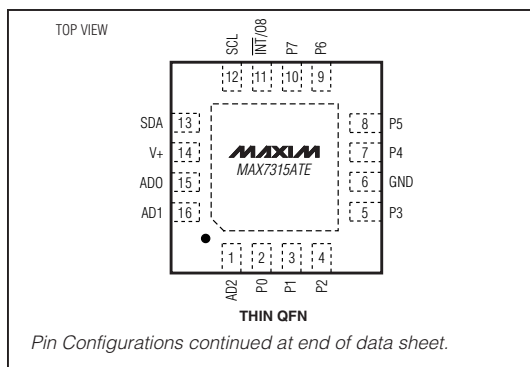 TOP VIEW
SCL
INT/O8
P7
P6
12
11
10
9
SDA
13
V+
14
AD0
15
AD1
16
MAXIM
MAX7315ATE
8
P5
7
P4
6
GND
5
P3
1
2
3
4
AD2
P0
P1
P2
THIN QFN
Pin Configurations continued at end of data sheet.